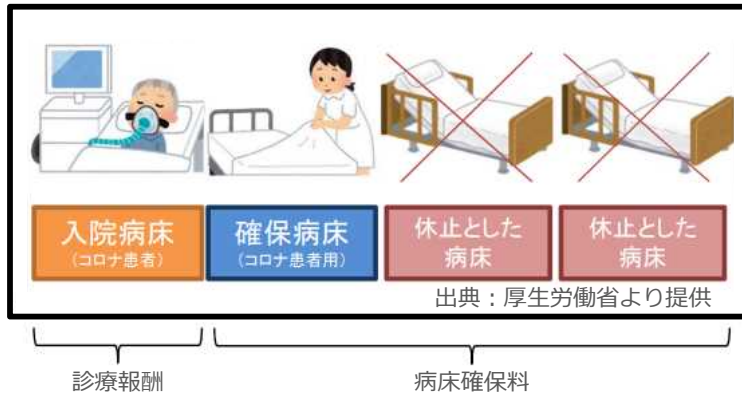 入院病床
(コロナ患者)
確保病床
(コロナ患者用)
休止とした
病床
休止とした
病床
出典：厚生労働省より提供
診療報酬
病床確保料